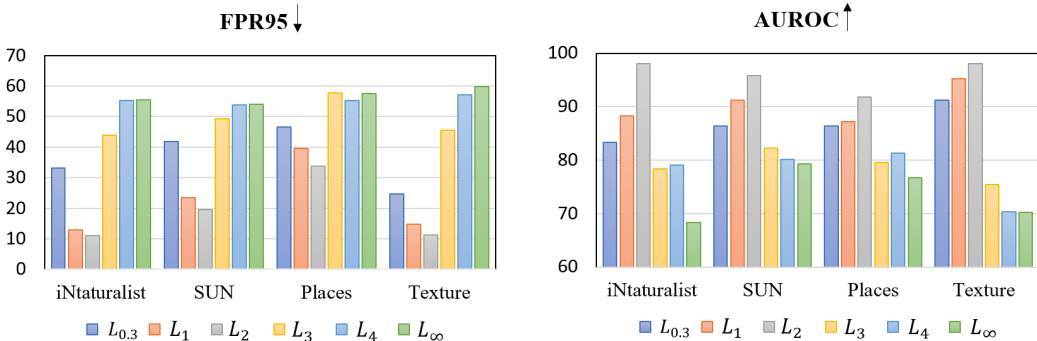 FPR95↓
70
60
50
40
30
20
10
0
iNtaturalist SUN Places Texture
L0.3 L1 L2 L3 L4 L∞
AUROC↑
100
90
80
70
60
iNtaturalist SUN Places Texture
L0.3 L1 L2 L3 L4 L∞